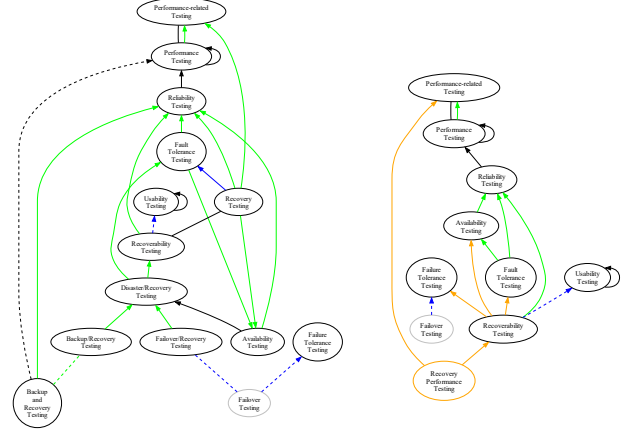 Performance-related
Testing
Performance
Testing
Reliability
Testing
Fault
Tolerance
Testing
Usability
Testing
Recovery
Testing
Recoverability
Testing
Disaster/Recovery
Testing
Backup/Recovery
Testing
Failover/Recovery
Testing
Availability
Testing
Failure
Tolerance
Testing
Backup
and
Recovery
Testing
Failover
Testing
Performance-related
Testing
Performance
Testing
Reliability
Testing
Availability
Testing
Failure
Tolerance
Testing
Fault
Tolerance
Testing
Usability
Testing
Failover
Testing
Recoverability
Testing
Recovery
Performance
Testing